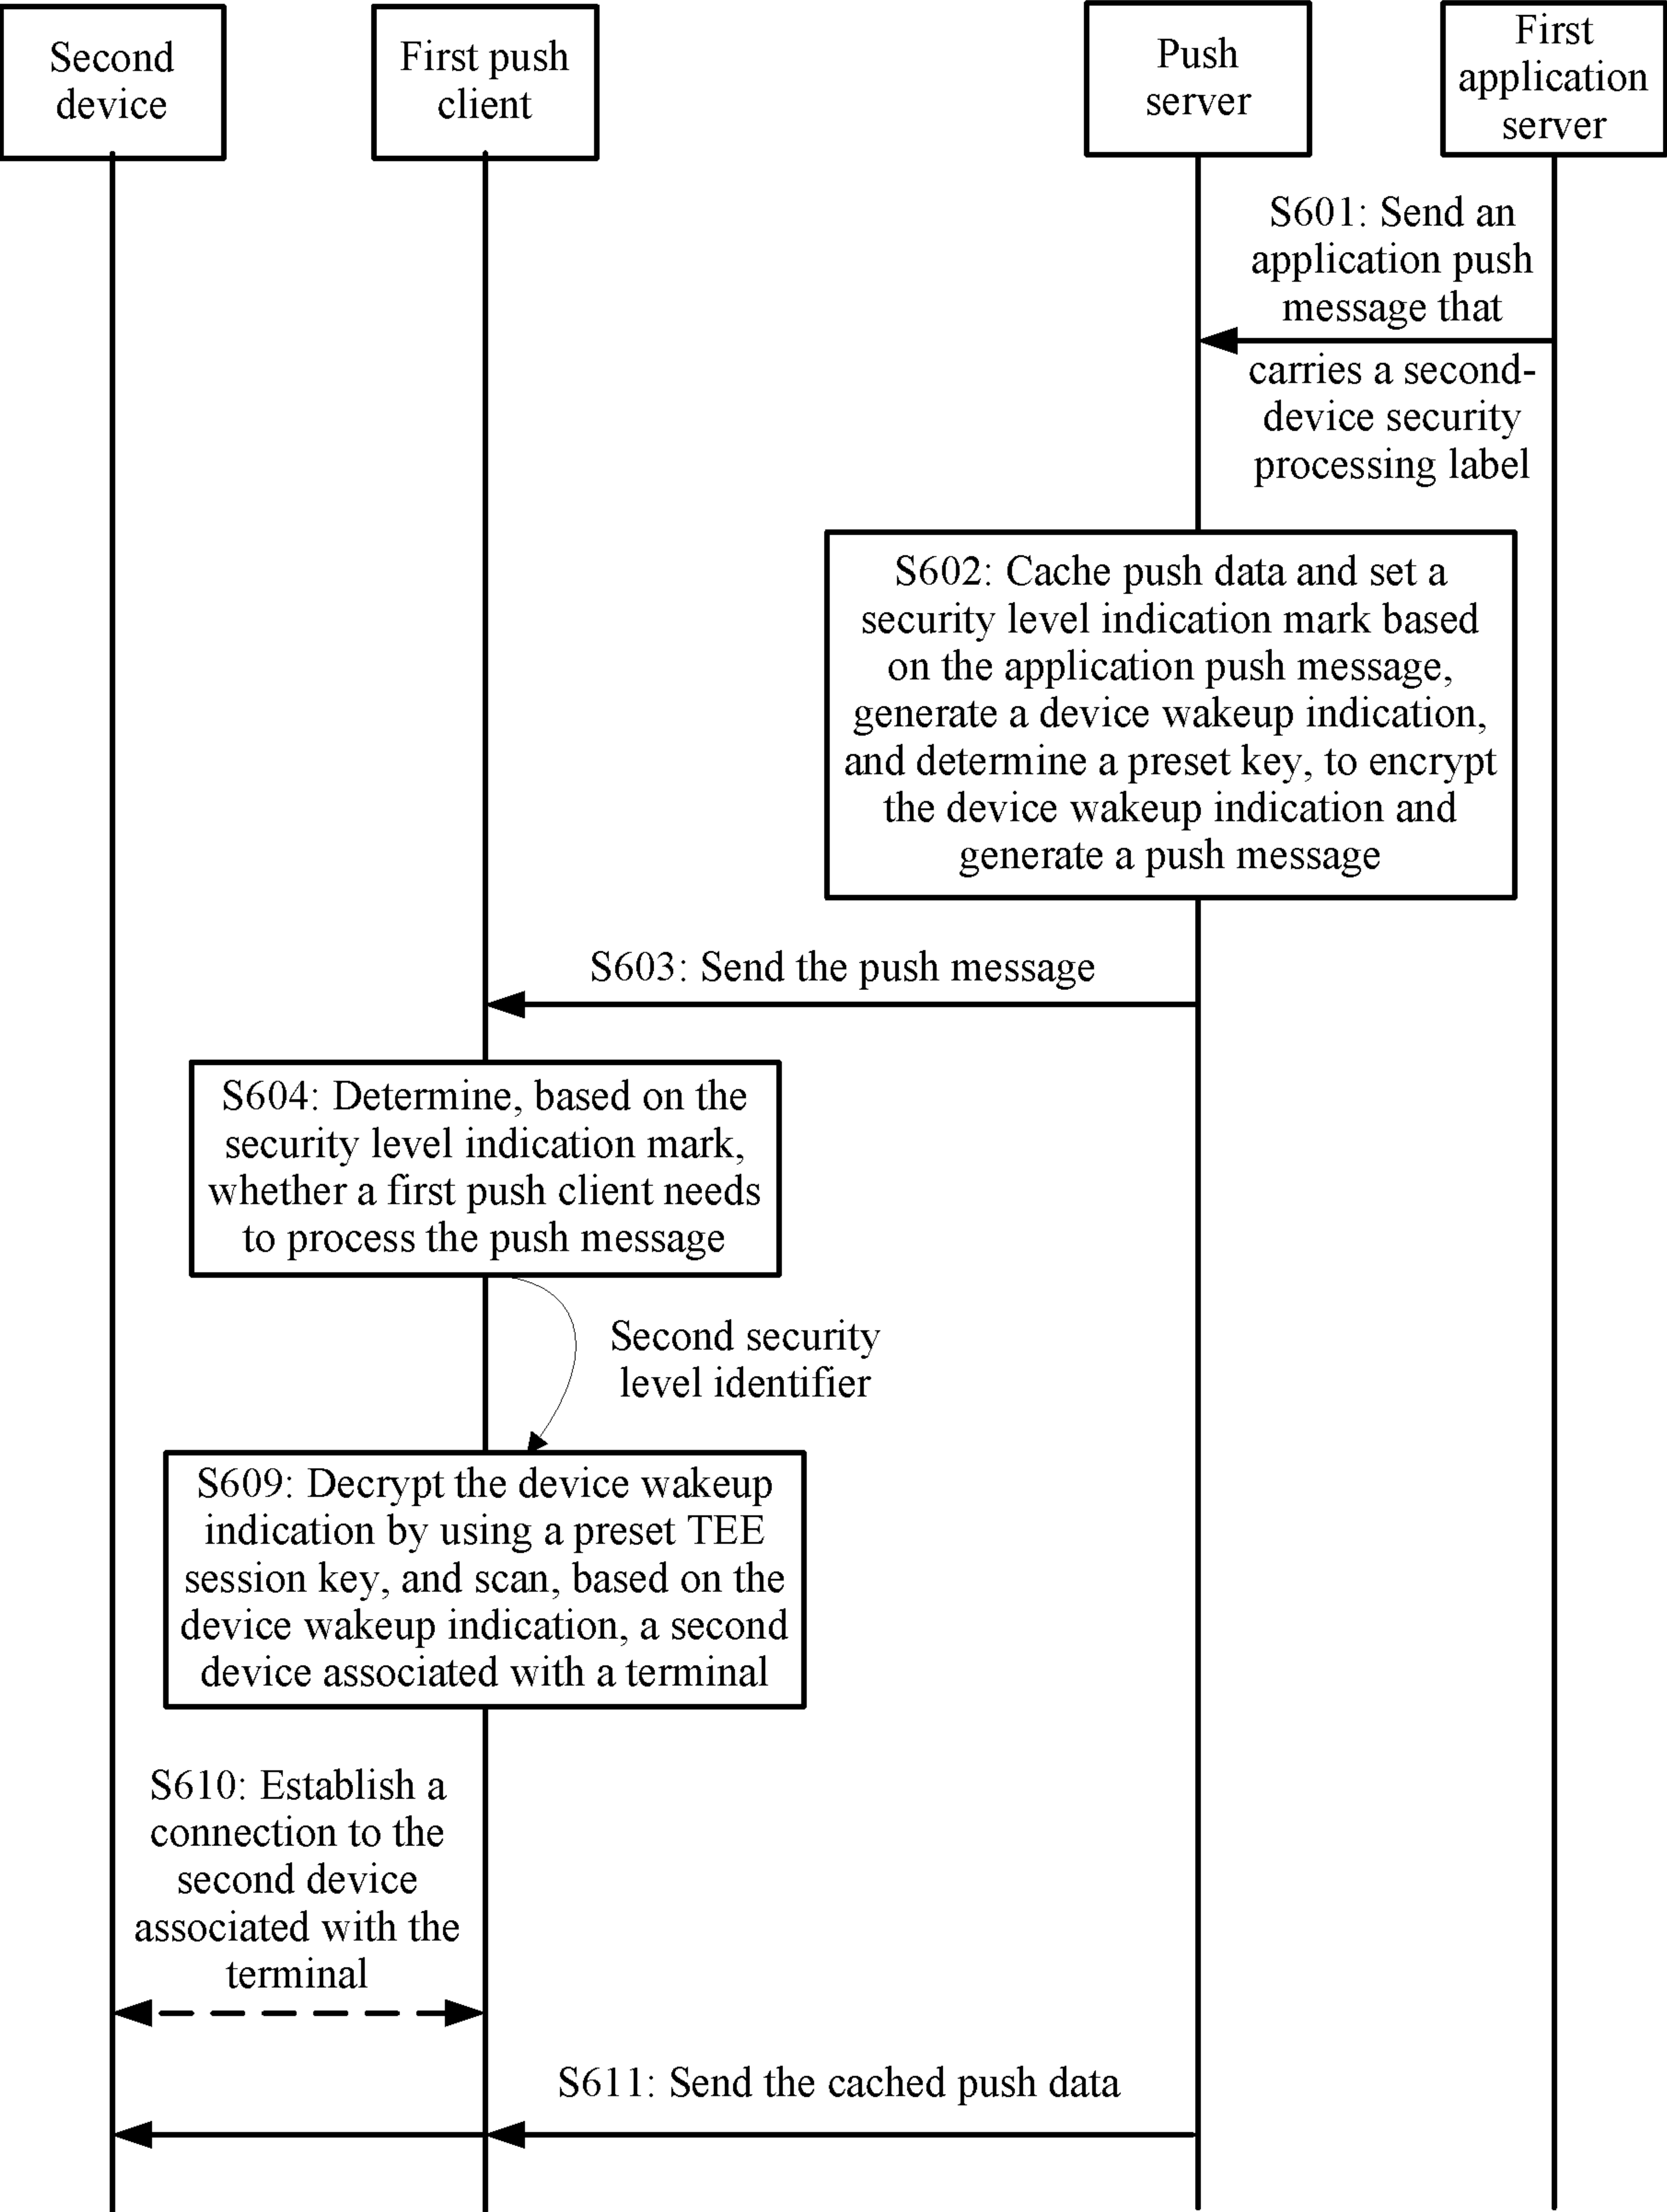 Second
device
First push
client
Push
server
First
application
server
S601: Send an
application push
message that
carries a second-
device security
processing label
S602: Cache push data and set a
security level indication mark based
on the application push message,
generate a device wakeup indication,
and determine a preset key, to encrypt
the device wakeup indication and
generate a push message
S603: Send the push message
S604: Determine, based on the
security level indication mark,
whether a first push client needs
to process the push message
Second security
level identifier
S609: Decrypt the device wakeup
indication by using a preset TEE
session key, and scan, based on the
device wakeup indication, a second
device associated with a terminal
S610: Establish a
connection to the
second device
associated with the
terminal
S611: Send the cached push data